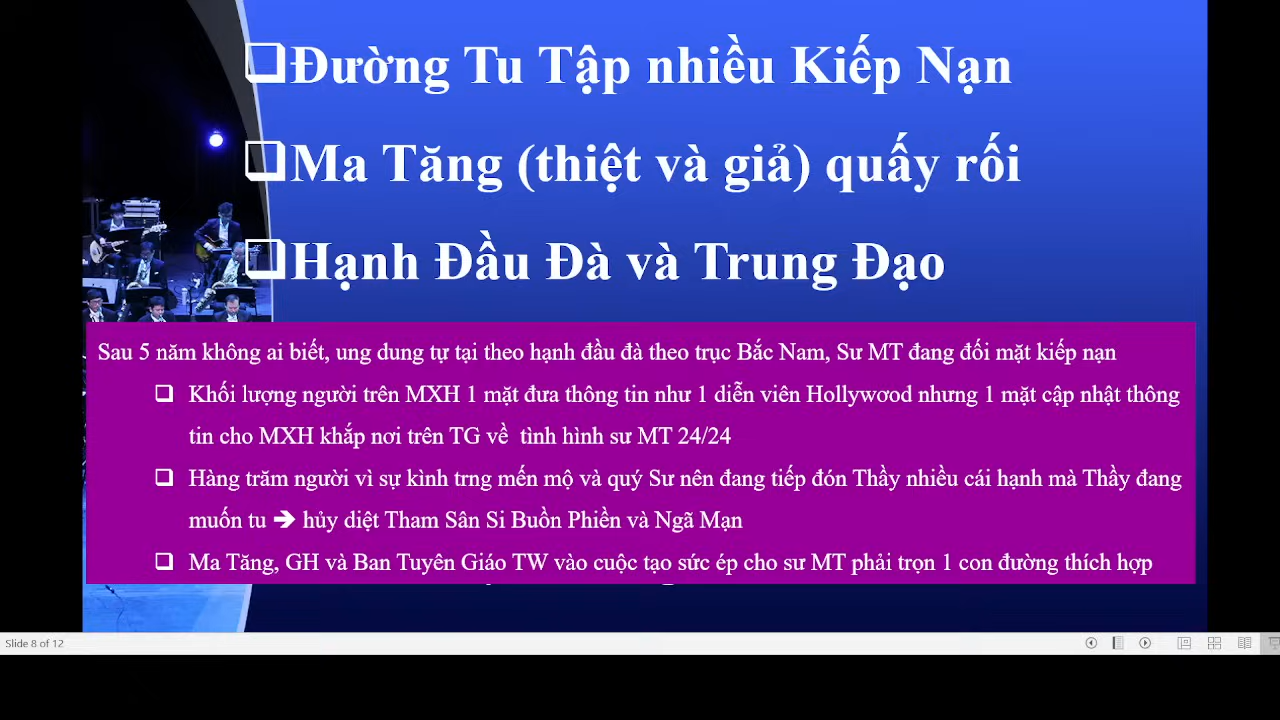 Đường Tu Tập nhiều Kiếp Nạn
Ma Tăng (thiệt và giả) quấy rối
Hạnh Đầu Đà và Trung Đạo
Sau 5 năm không ai biết, ung dung tự tại theo hạnh đầu đà theo trục Bắc Nam, Sư MT đang đối mặt kiếp nạn
Khối lượng người trên MXH 1 mặt đưa thông tin như 1 diễn viên Hollywood nhưng 1 mặt cập nhật thông
tin cho MXH khắp nơi trên TG về tình hình sư MT 24/24
Hàng trăm người vì sự kình trng mến mộ và quý Sư nên đang tiếp đón Thầy nhiều cái hạnh mà Thầy đang
muốn tu ➔ hủy diệt Tham Sân Si Buồn Phiền và Ngã Mạn
Ma Tăng, GH và Ban Tuyên Giáo TW vào cuộc tạo sức ép cho sư MT phải trọn 1 con đường thích hợp
Slide 8 of 12